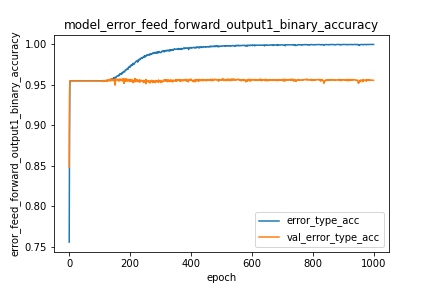 model_error_feed_forward_output1_binary_accuracy
error_feed_forward_output1_binary_accuracy
1.00
0.95
0.90
0.85
0.80
0.75
error_type_acc
val_error_type_acc
0 200 400 600 800 1000
epoch